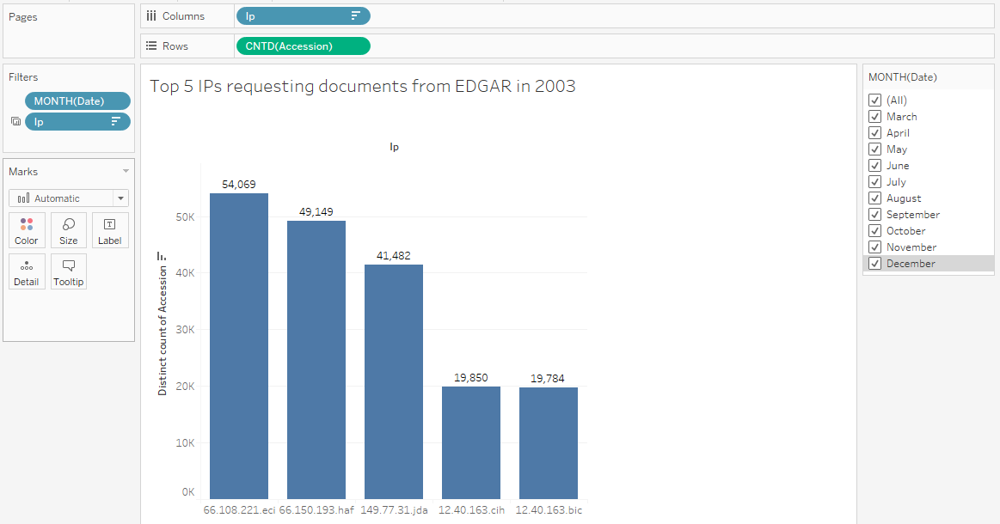 Pages
Columns
Ip
Rows
CNTD(Accession)
Filters
MONTH(Date)
Ip
Marks
Automatic
Color
Size
Label
Detail
Tooltip
Top 5 IPs requesting documents from EDGAR in 2003
Ip
54,069
49,149
41,482
19,850
19,784
50K
40K
30K
20K
10K
0K
Distinct count of Accession
66.108.221.eci 66.150.193.haf 149.77.31.jda 12.40.163.cih 12.40.163.bic
MONTH(Date)
(All)
March
April
May
June
July
August
September
October
November
December